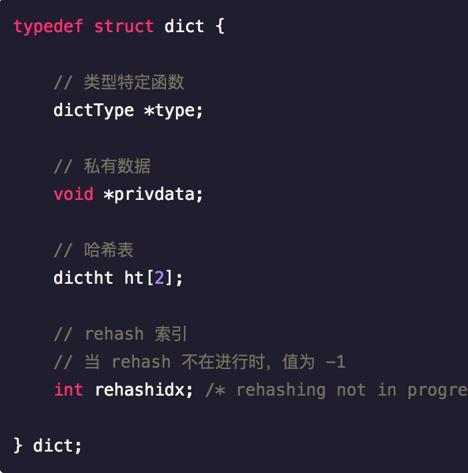 typedef struct dict {
// 类型特定函数
dictType *type;
// 私有数据
void *privdata;
// 哈希表
dictht ht[2];
// rehash 索引
// 当 rehash 不在进行时，值为 -1
int rehashidx; /* rehashing not in progre
} dict;